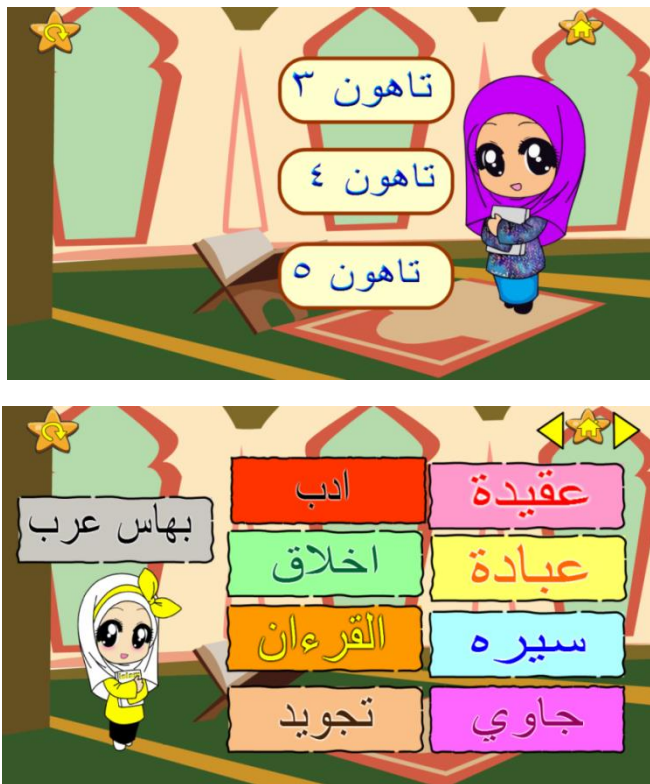 تاهون ٣
تاهون ٤
تاهون ٥
عقيدة
ادب
بهاس عرب
عبادة
اخلاق
سيره
القرءان
جاوي
تجويد